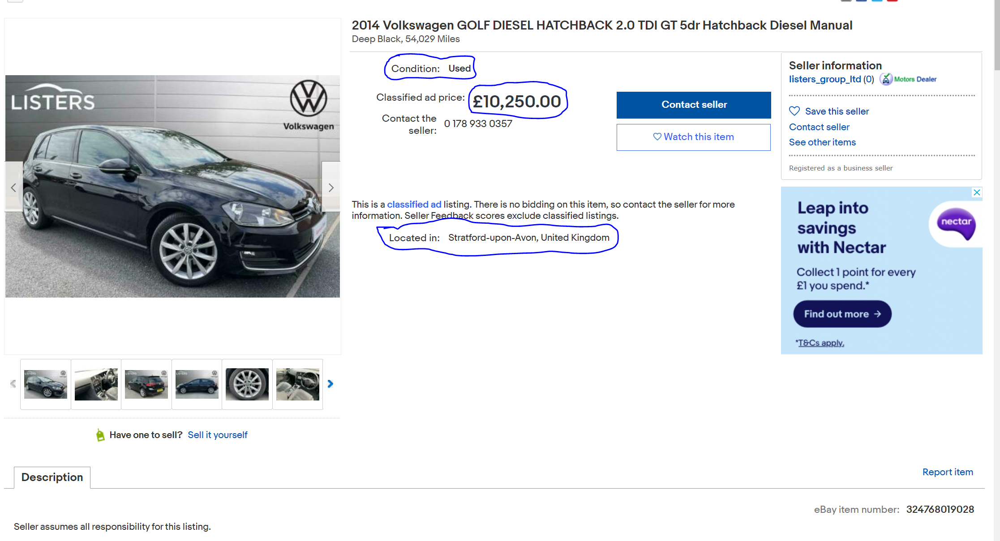 2014 Volkswagen GOLF DIESEL HATCHBACK 2.0 TDI GT 5dr Hatchback Diesel Manual
Deep Black, 54,029 Miles
LISTERS
Volkswagen
Condition: Used
Classified ad price: £10,250.00
Contact the
seller: 0 178 933 0357
Contact seller
Watch this item
This is a classified ad listing. There is no bidding on this item, so contact the seller for more
information. Seller Feedback scores exclude classified listings.
Located in: Stratford-upon-Avon, United Kingdom
Seller information
listers_group_ltd (0) Motors Dealer
Save this seller
Contact seller
See other items
Registered as a business seller
Leap into
savings
with Nectar
nectar
Collect 1 point for every
£1 you spend.*
Find out more →
*T&Cs apply.
Have one to sell? Sell it yourself
Description
Report item
eBay item number: 324768019028
Seller assumes all responsibility for this listing.